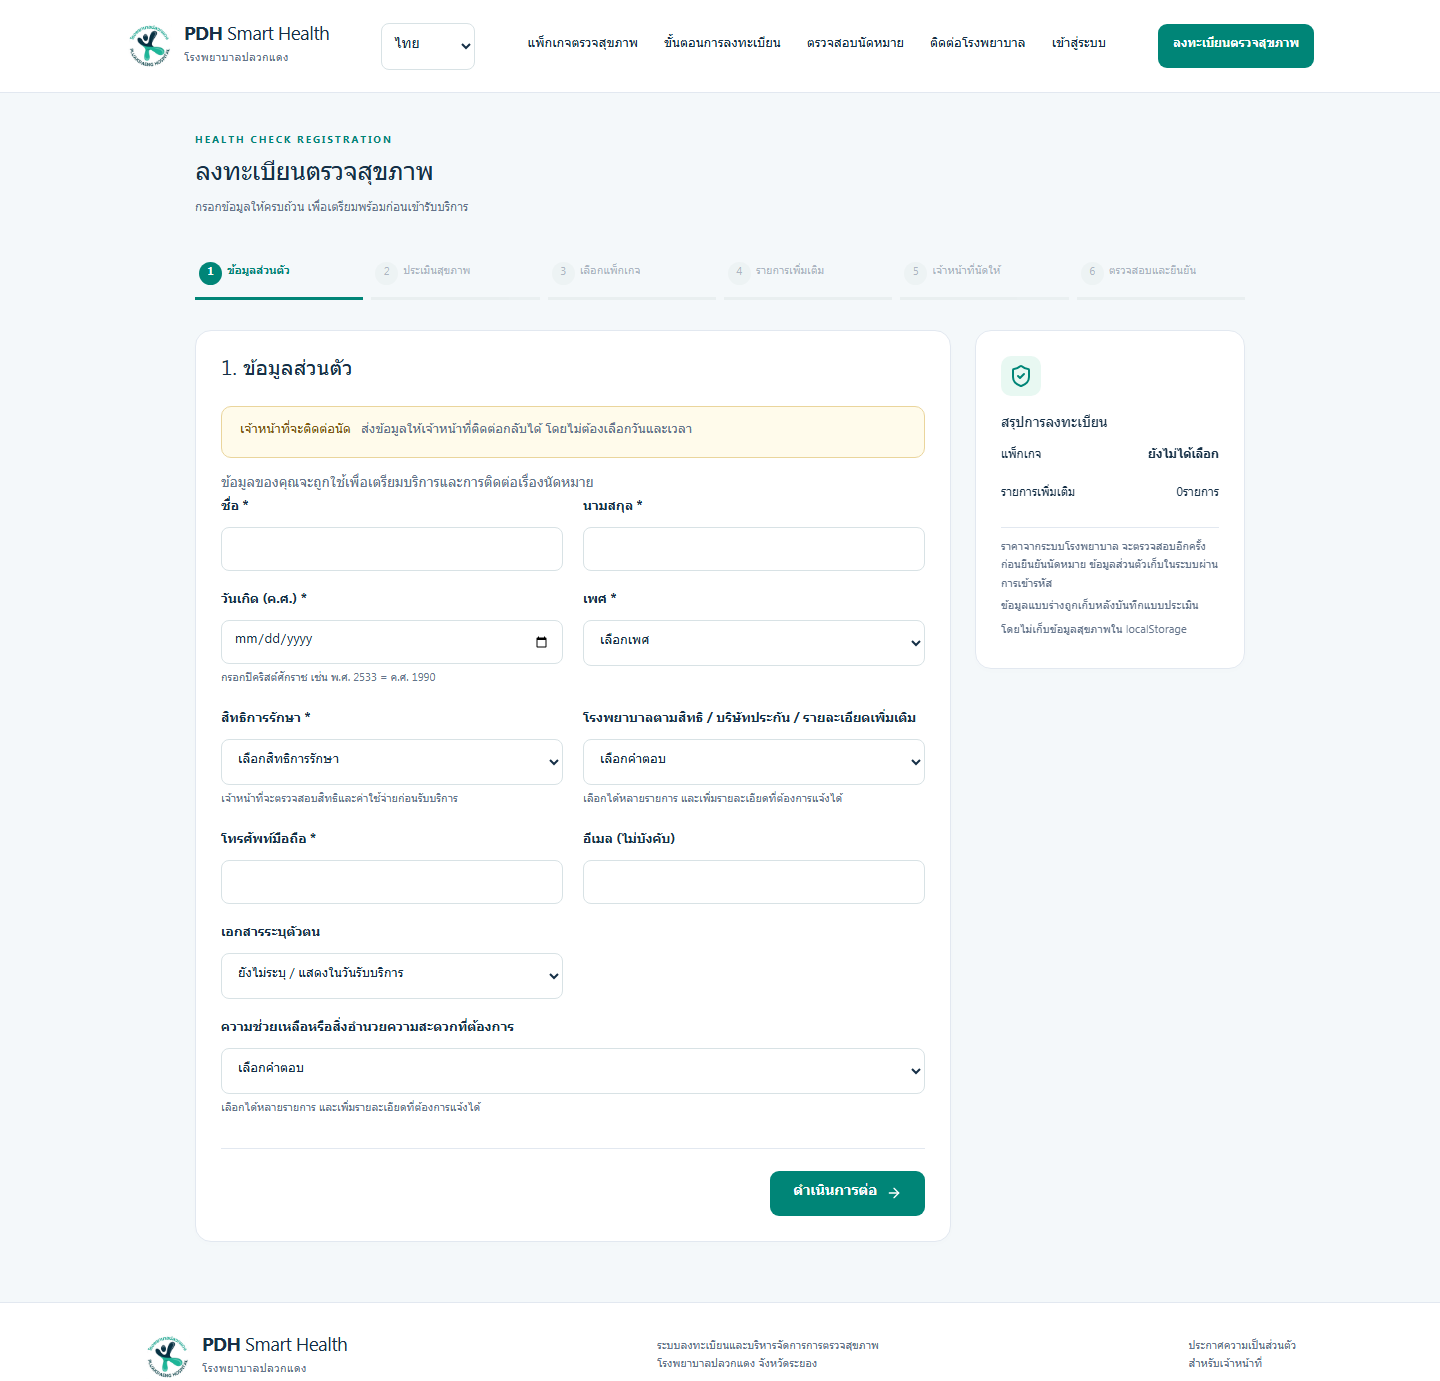 PDH Smart Health
โรงพยาบาลปลวกแดง
ไทย
แพ็กเกจตรวจสุขภาพ
ขั้นตอนการลงทะเบียน
ตรวจสอบนัดหมาย
ติดต่อโรงพยาบาล
เข้าสู่ระบบ
ลงทะเบียนตรวจสุขภาพ
HEALTH CHECK REGISTRATION
ลงทะเบียนตรวจสุขภาพ
กรอกข้อมูลให้ครบถ้วน เพื่อเตรียมพร้อมก่อนเข้ารับบริการ
1 ข้อมูลส่วนตัว
2 ประเมินสุขภาพ
3 เลือกแพ็กเกจ
4 รายการเพิ่มเติม
5 เจ้าหน้าที่นัดให้
6 ตรวจสอบและยืนยัน
1. ข้อมูลส่วนตัว
เจ้าหน้าที่จะติดต่อนัด ส่งข้อมูลให้เจ้าหน้าที่ติดต่อกลับได้ โดยไม่ต้องเลือกวันและเวลา
ข้อมูลของคุณจะถูกใช้เพื่อเตรียมบริการและการติดต่อเรื่องนัดหมาย
ชื่อ *
นามสกุล *
วันเกิด (ค.ศ.) *
เพศ *
mm/dd/yyyy
เลือกเพศ
กรอกปีคริสต์ศักราช เช่น พ.ศ. 2533 = ค.ศ. 1990
สิทธิการรักษา *
โรงพยาบาลตามสิทธิ / บริษัทประกัน / รายละเอียดเพิ่มเติม
เลือกสิทธิการรักษา
เลือกคำตอบ
เจ้าหน้าที่จะตรวจสอบสิทธิและค่าใช้จ่ายก่อนรับบริการ
เลือกได้หลายรายการ และเพิ่มรายละเอียดที่ต้องการแจ้งได้
โทรศัพท์มือถือ *
อีเมล (ไม่บังคับ)
เอกสารระบุตัวตน
ยังไม่ระบุ / แสดงในวันรับบริการ
ความช่วยเหลือหรือสิ่งอำนวยความสะดวกที่ต้องการ
เลือกคำตอบ
เลือกได้หลายรายการ และเพิ่มรายละเอียดที่ต้องการแจ้งได้
ดำเนินการต่อ
สรุปการลงทะเบียน
แพ็กเกจ ยังไม่ได้เลือก
รายการเพิ่มเติม 0รายการ
ราคาจากระบบโรงพยาบาล จะตรวจสอบอีกครั้ง
ก่อนยืนยันนัดหมาย ข้อมูลส่วนตัวเก็บในระบบผ่าน
การเข้ารหัส
ข้อมูลแบบร่างถูกเก็บหลังบันทึกแบบประเมิน
โดยไม่เก็บข้อมูลสุขภาพใน localStorage
PDH Smart Health
โรงพยาบาลปลวกแดง
ระบบลงทะเบียนและบริหารจัดการการตรวจสุขภาพ
โรงพยาบาลปลวกแดง จังหวัดระยอง
ประกาศความเป็นส่วนตัว
สำหรับเจ้าหน้าที่